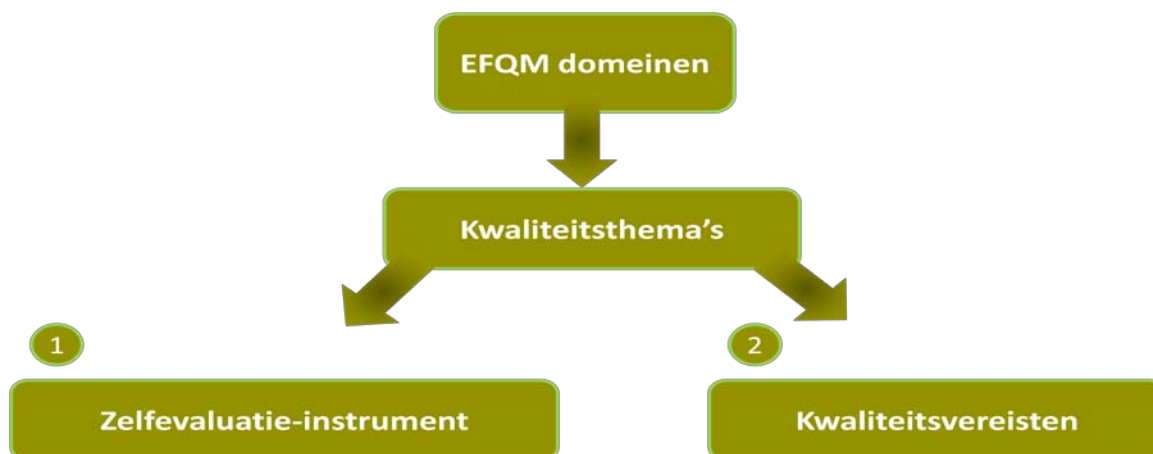 EFQM domeinen
Kwaliteitsthema’s
1
2
Zelfevaluatie-instrument
Kwaliteitsvereisten